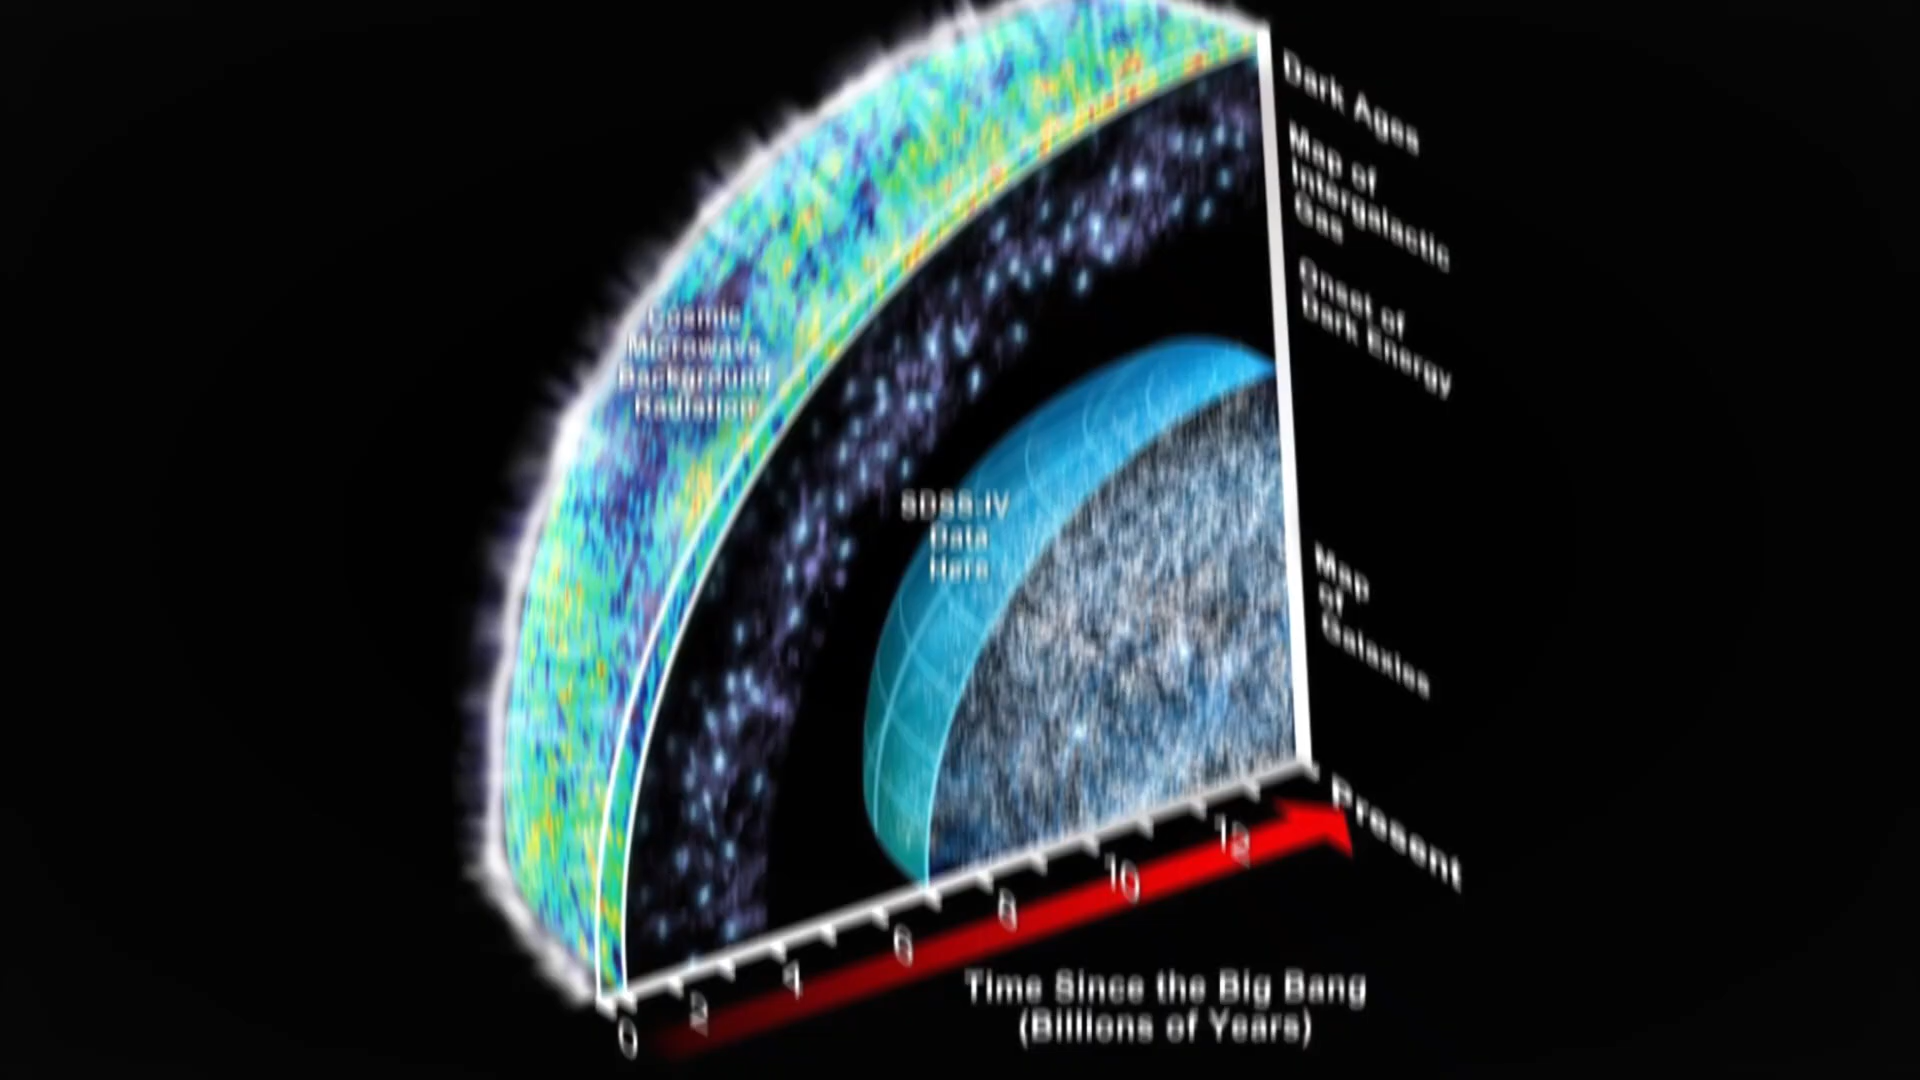 Dark Ages
Map of
Intergalactic
Gas
Onset of
Dark Energy
Cosmic
Microwave
Background
Radiation
SDSS-IV
Data
Here
Map
of
Galaxies
Present
0
2
4
6
8
10
12
Time Since the Big Bang
(Billions of Years)